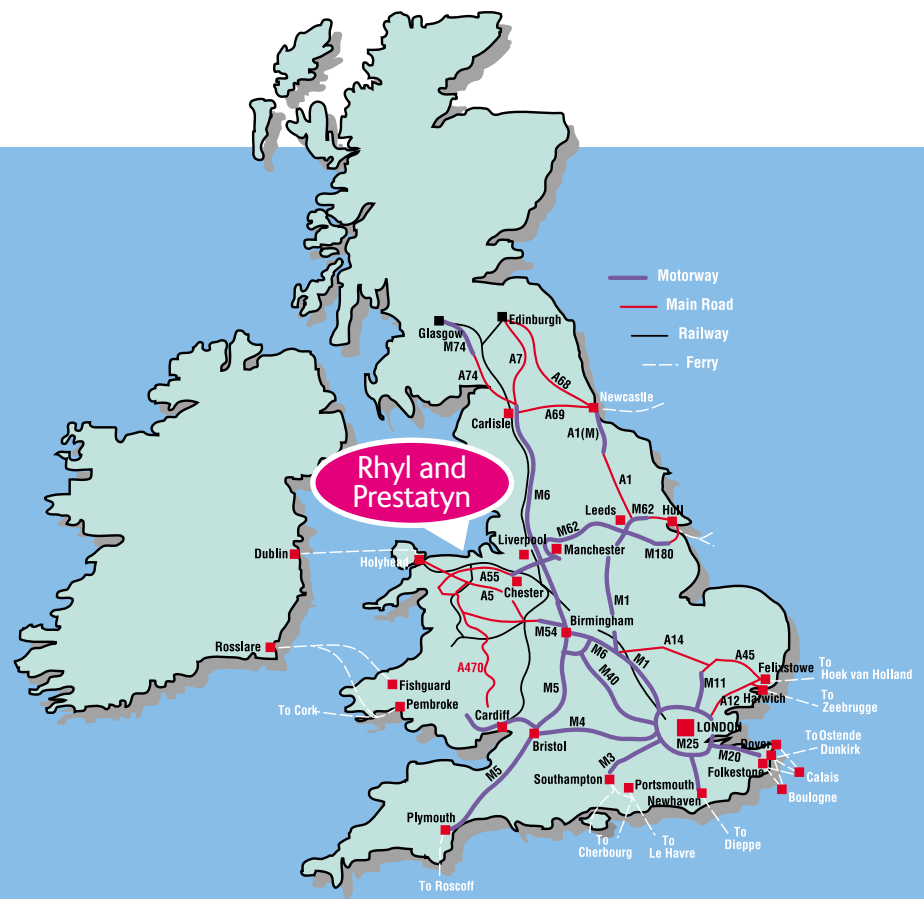 Motorway
Main Road
Railway
Ferry
Glasgow
Edinburgh
M74
A7
A74
A68
Newcastle
Carlisle
A69
A1(M)
Rhyl and
Prestatyn
M6
A1
Leeds
M62
Hull
M62
Liverpool
Manchester
M180
Dublin
Holyhead
A55
Chester
A5
M1
Birmingham
M54
A14
Rosslare
A470
M6
M1
A45
Felixstowe
To
Hoek van Holland
Fishguard
M5
M40
M11
A12
Harwich
To
Zeebrugge
Pembroke
To Cork
Cardiff
M4
LONDON
M25
Bristol
Dover
To Ostende
Dunkirk
M20
M3
M5
Folkestone
Calais
Southampton
Portsmouth
Newhaven
Boulogne
Plymouth
To
Cherbourg
To
Le Havre
To
Dieppe
To Roscoff